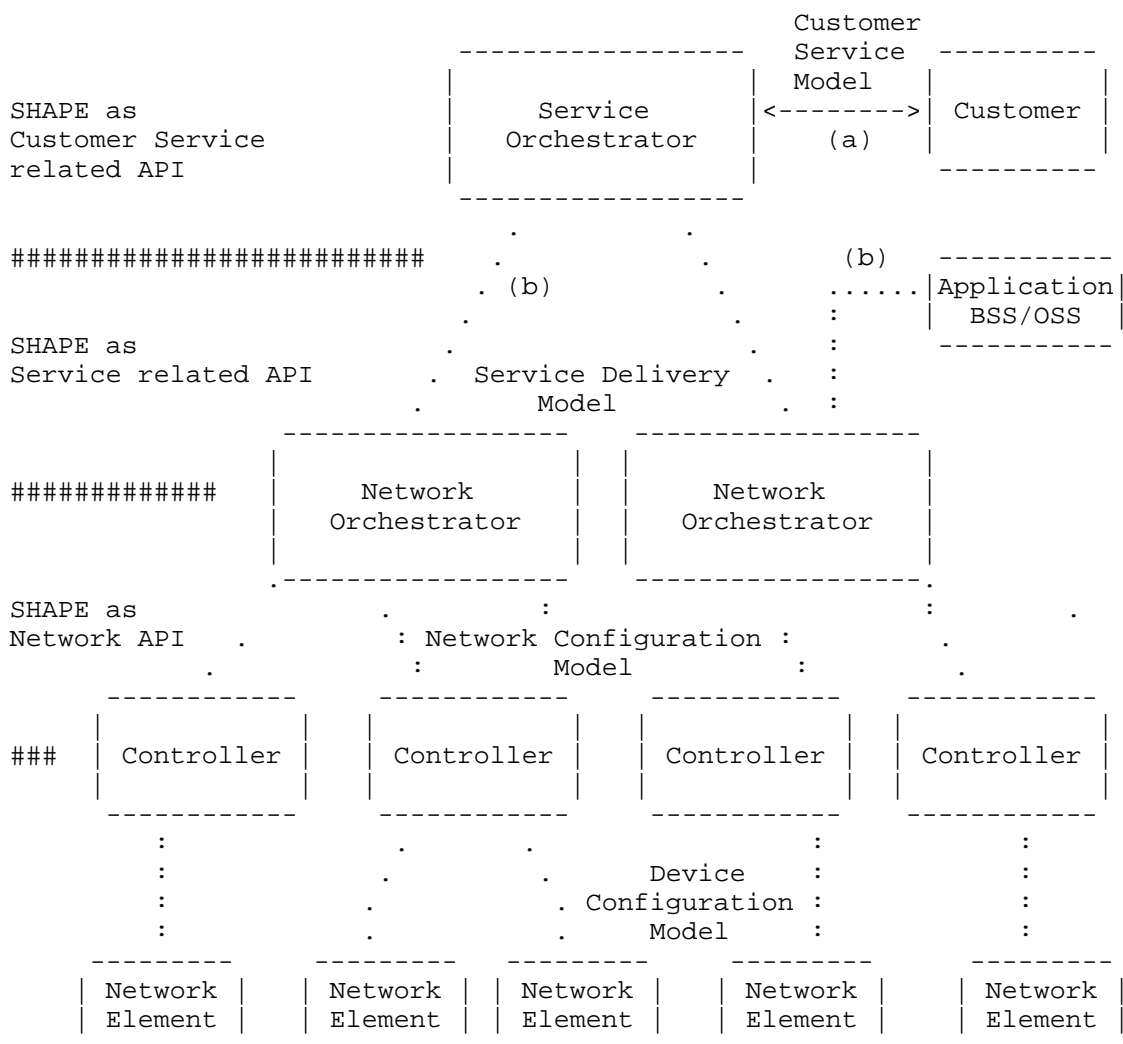 Customer
------------------ Service ----------
| | Model | |
SHAPE as | Service |<-------->| Customer |
Customer Service | Orchestrator | (a) | |
related API | | ----------
------------------
. .
########################## . . (b) -----------
. (b) . ......|Application|
. . : | BSS/OSS |
SHAPE as . . : -----------
Service related API . Service Delivery . :
. Model . :
------------------ ------------------
| | | |
############# | Network | | Network |
| Orchestrator | | Orchestrator |
| | | |
.------------------ ------------------.
SHAPE as . : : .
Network API . : Network Configuration : .
. : Model : .
------------ ------------ ------------ ------------
| | | | | | | |
### | Controller | | Controller | | Controller | | Controller |
| | | | | | | |
------------ ------------ ------------ ------------
: . . : :
: . . Device : :
: . . Configuration : :
: . . Model : :
--------- --------- --------- --------- ---------
| Network | | Network | | Network | | Network | | Network |
| Element | | Element | | Element | | Element | | Element |